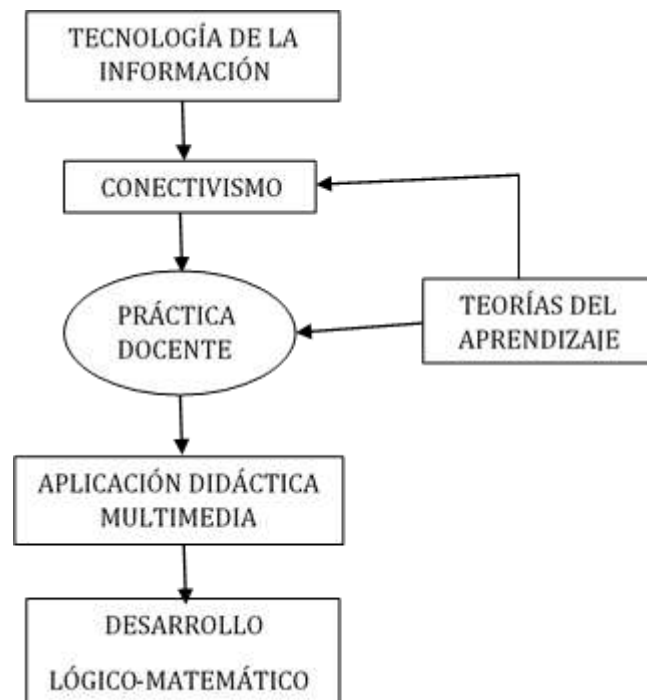 TECNOLOGÍA DE LA
INFORMACIÓN
CONECTIVISMO
PRÁCTICA
DOCENTE
TEORÍAS DEL
APRENDIZAJE
APLICACIÓN DIDÁCTICA
MULTIMEDIA
DESARROLLO
LÓGICO-MATEMÁTICO